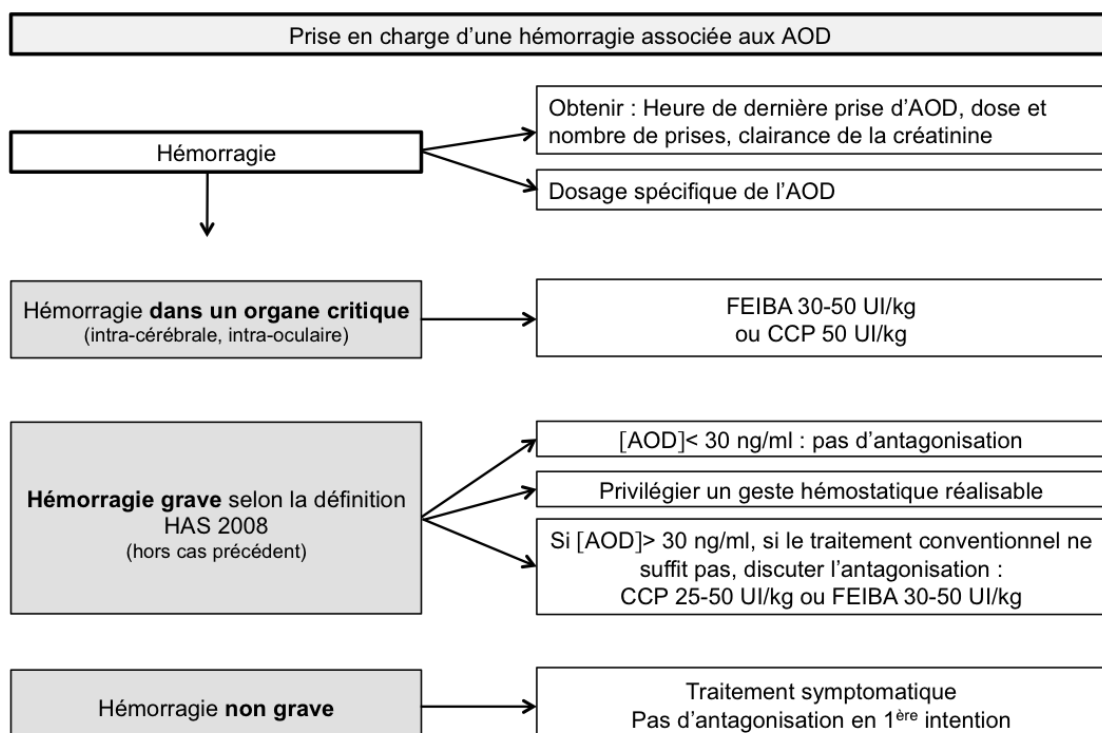 Prise en charge d'une hémorragie associée aux AOD
Hémorragie
Obtenir : Heure de dernière prise d'AOD, dose et
nombre de prises, clairance de la créatinine
Dosage spécifique de l'AOD
Hémorragie dans un organe critique
(intra-cérébrale, intra-oculaire)
FEIBA 30-50 UI/kg
ou CCP 50 UI/kg
Hémorragie grave selon la définition
HAS 2008
(hors cas précédent)
[AOD]< 30 ng/ml : pas d'antagonisation
Privilégier un geste hémostatique réalisable
Si [AOD]> 30 ng/ml, si le traitement conventionnel ne
suffit pas, discuter l'antagonisation :
CCP 25-50 UI/kg ou FEIBA 30-50 UI/kg
Hémorragie non grave
Traitement symptomatique
Pas d'antagonisation en 1ère intention